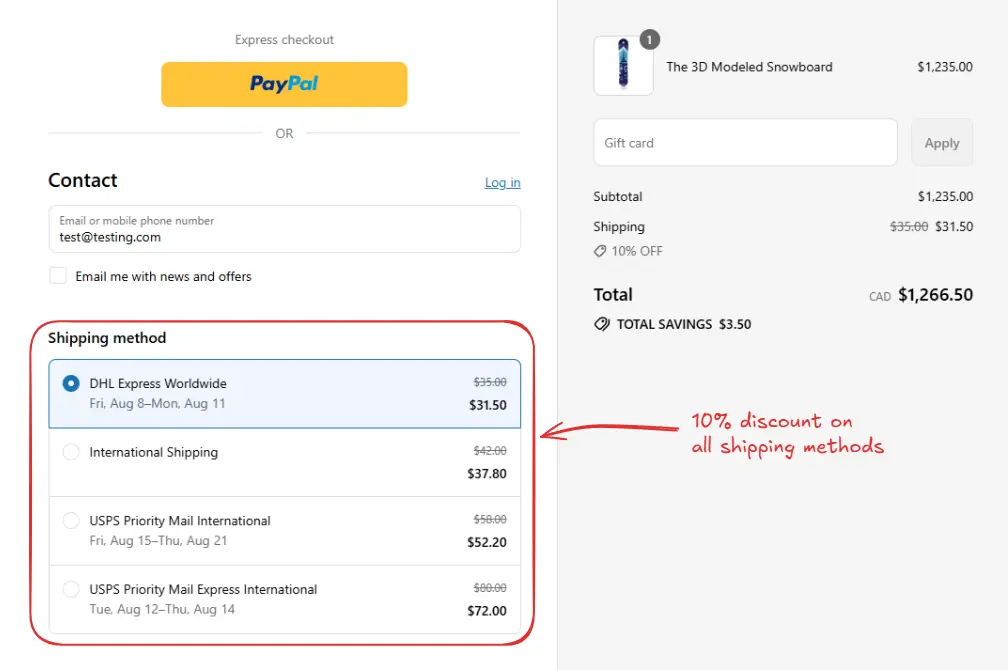 Express checkout
PayPal
OR
Contact
Log in
Email or mobile phone number
test@testing.com
Email me with news and offers
Shipping method
DHL Express Worldwide $35.00
Fri, Aug 8–Mon, Aug 11 $31.50
International Shipping $42.00
$37.80
USPS Priority Mail International $58.00
Fri, Aug 15–Thu, Aug 21 $52.20
USPS Priority Mail Express International $80.00
Tue, Aug 12–Thu, Aug 14 $72.00
1
The 3D Modeled Snowboard $1,235.00
Gift card Apply
Subtotal $1,235.00
Shipping $35.00 $31.50
10% OFF
Total CAD $1,266.50
TOTAL SAVINGS $3.50
10% discount on
all shipping methods